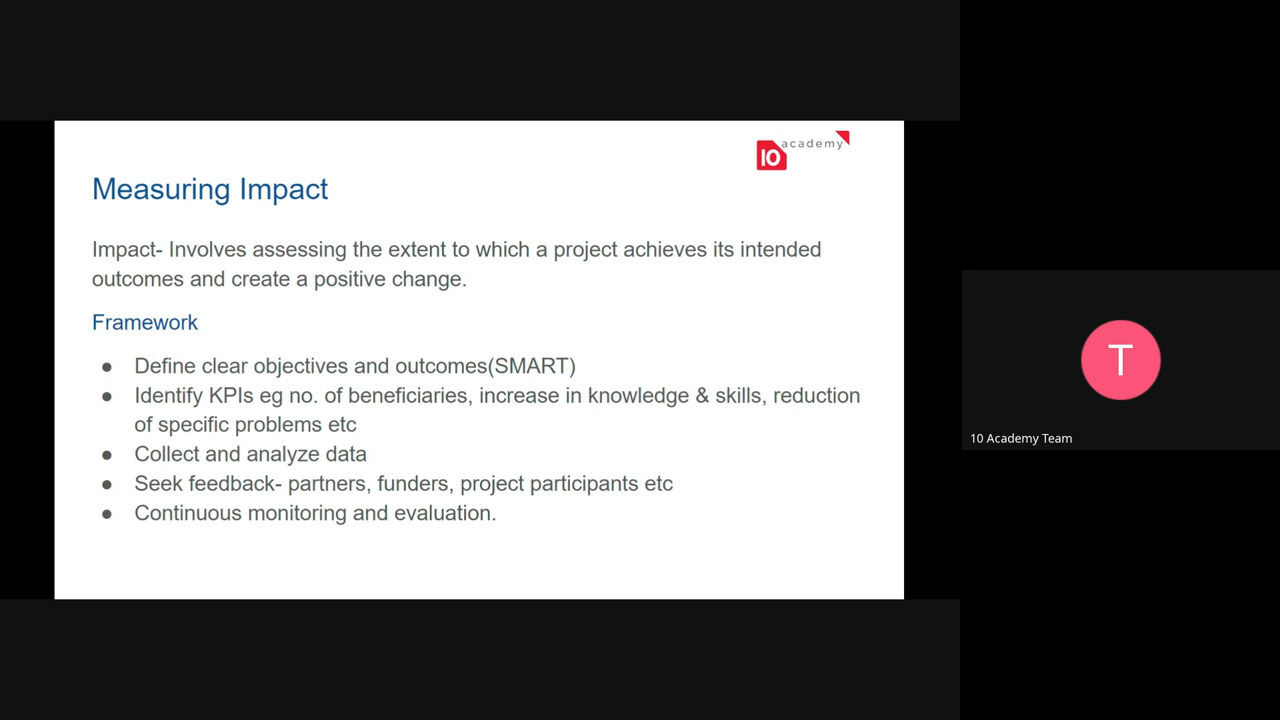 10 academy
Measuring Impact
Impact- Involves assessing the extent to which a project achieves its intended
outcomes and create a positive change.
Framework
● Define clear objectives and outcomes(SMART)
● Identify KPIs eg no. of beneficiaries, increase in knowledge & skills, reduction
of specific problems etc
● Collect and analyze data
● Seek feedback- partners, funders, project participants etc
● Continuous monitoring and evaluation.
T
10 Academy Team